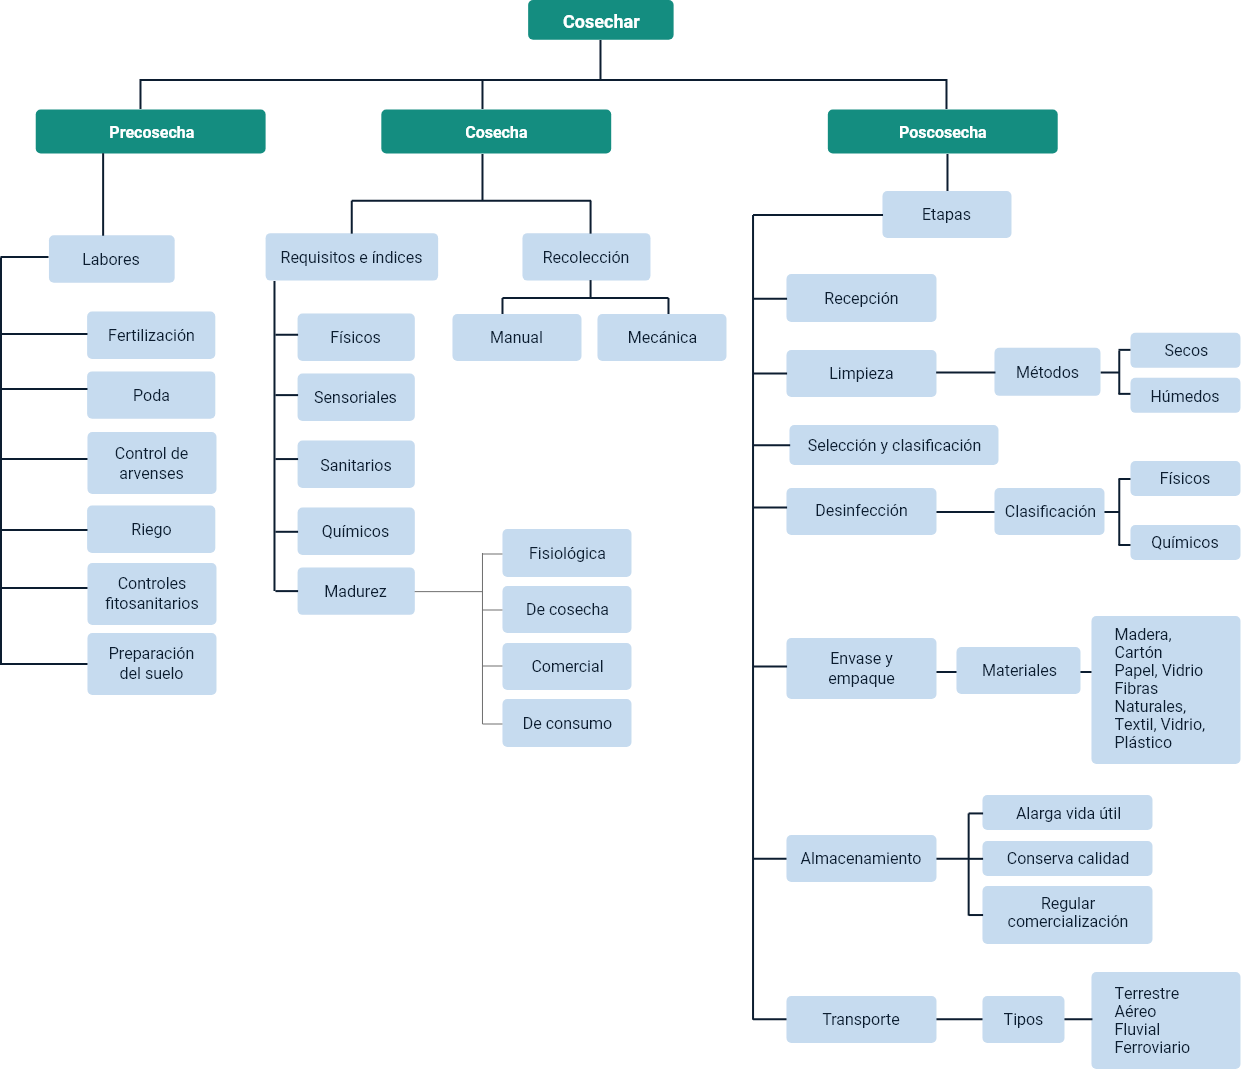 Cosechar
Precosecha
Labores
Fertilización
Poda
Control de
arvenses
Riego
Controles
fitosanitarios
Preparación
del suelo
Cosecha
Requisitos e índices
Físicos
Sensoriales
Sanitarios
Químicos
Madurez
Fisiológica
De cosecha
Comercial
De consumo
Recolección
Manual
Mecánica
Poscosecha
Etapas
Recepción
Limpieza
Métodos
Secos
Húmedos
Selección y clasificación
Desinfección
Clasificación
Físicos
Químicos
Envase y
empaque
Materiales
Madera,
Cartón
Papel, Vidrio
Fibras
Naturales,
Textil, Vidrio,
Plástico
Almacenamiento
Alarga vida útil
Conserva calidad
Regular
comercialización
Transporte
Tipos
Terrestre
Aéreo
Fluvial
Ferroviario